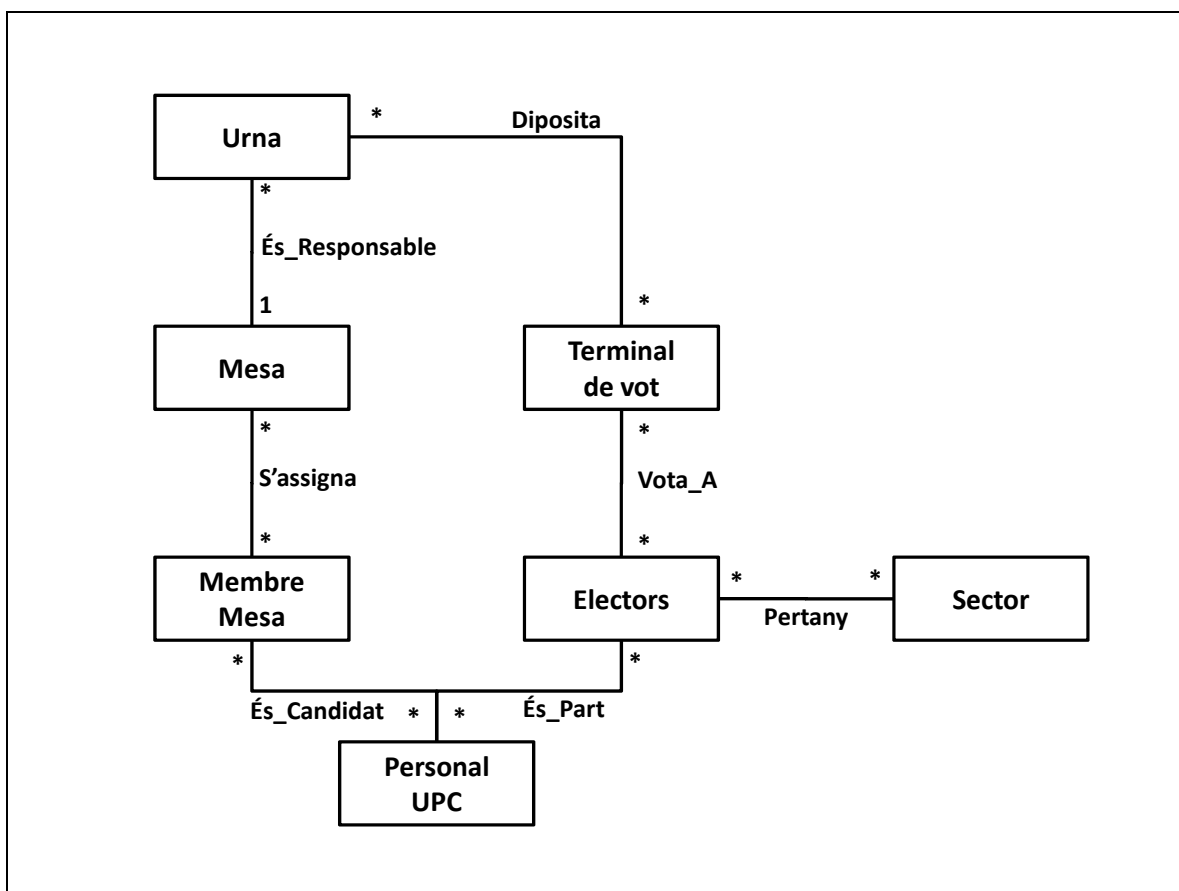 *
Diposita
Urna
*
És_Responsable
1
*
Mesa
Terminal
de vot
*
*
S'assigna
Vota_A
*
*
Membre
Mesa
Electors
*
*
Sector
Pertany
*
*
És_Candidat
*
*
És_Part
Personal
UPC